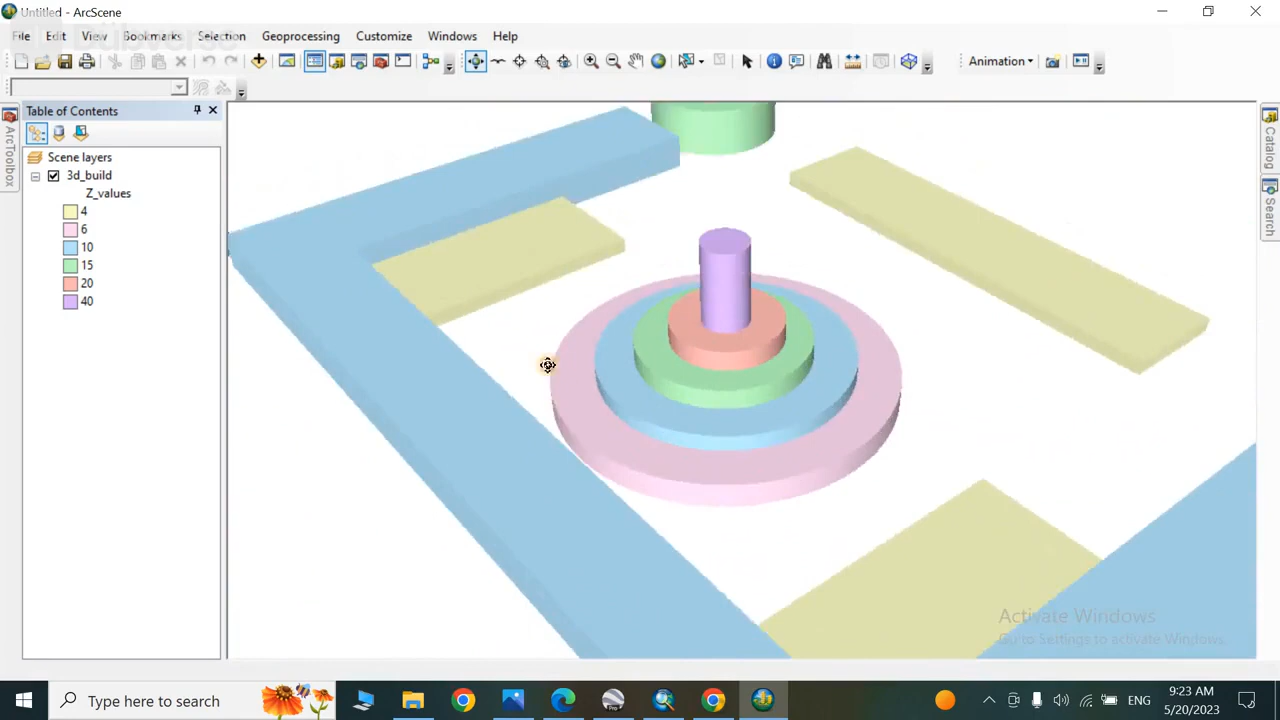 Untitled - ArcScene
File Edit View Bookmarks Selection Geoprocessing Customize Windows Help
Animation
Table of Contents
Scene layers
3d_build
Z_values
4
6
10
15
20
40
ArcToolbox
Catalog
Search
Activate Windows
Go to Settings to activate Windows.
Type here to search
Pro
ENG
9:23 AM
5/20/2023